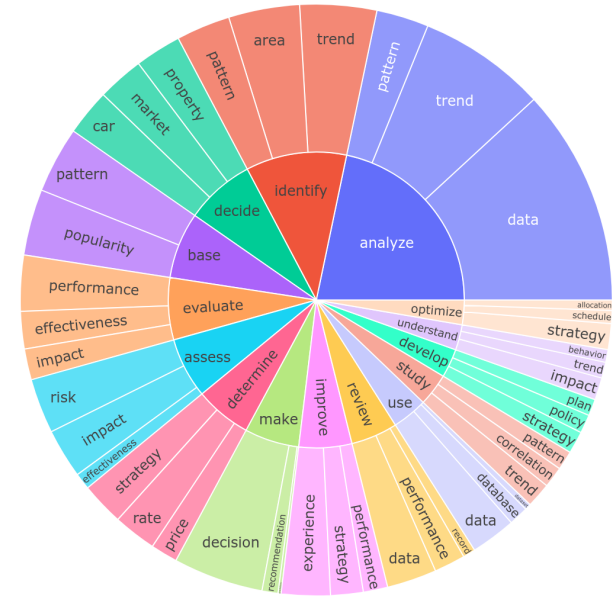 analyze
data
trend
pattern
identify
trend
area
pattern
decide
property
market
car
base
pattern
popularity
evaluate
performance
effectiveness
impact
assess
risk
impact
effectiveness
determine
strategy
rate
price
make
decision
recommendation
improve
experience
strategy
performance
review
data
performance
record
use
data
database
study
trend
correlation
pattern
develop
strategy
policy
plan
understand
impact
trend
behavior
optimize
strategy
schedule
allocation